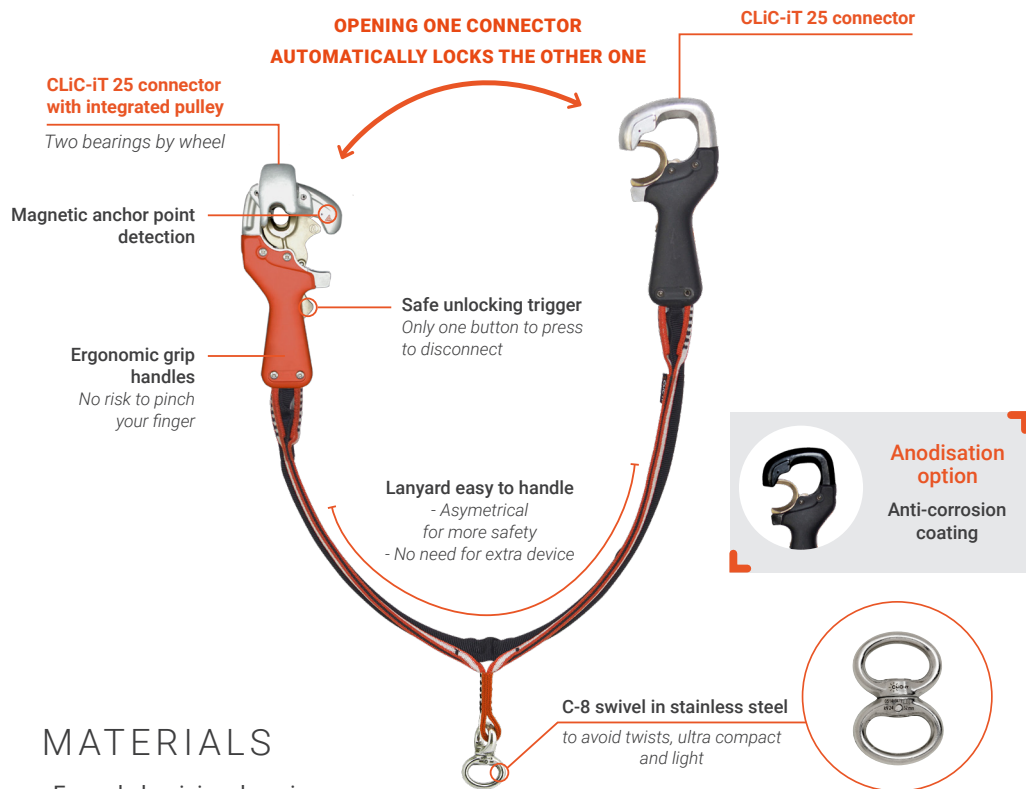 OPENING ONE CONNECTOR
AUTOMATICALLY LOCKS THE OTHER ONE
CLiC-iT 25 connector
CLiC-iT 25 connector
with integrated pulley
Two bearings by wheel
Magnetic anchor point
detection
Safe unlocking trigger
Only one button to press
to disconnect
Ergonomic grip
handles
No risk to pinch
your finger
Lanyard easy to handle
- Asymetrical
for more safety
- No need for extra device
Anodisation
option
Anti-corrosion
coating
C-8 swivel in stainless steel
to avoid twists, ultra compact
and light
MATERIALS